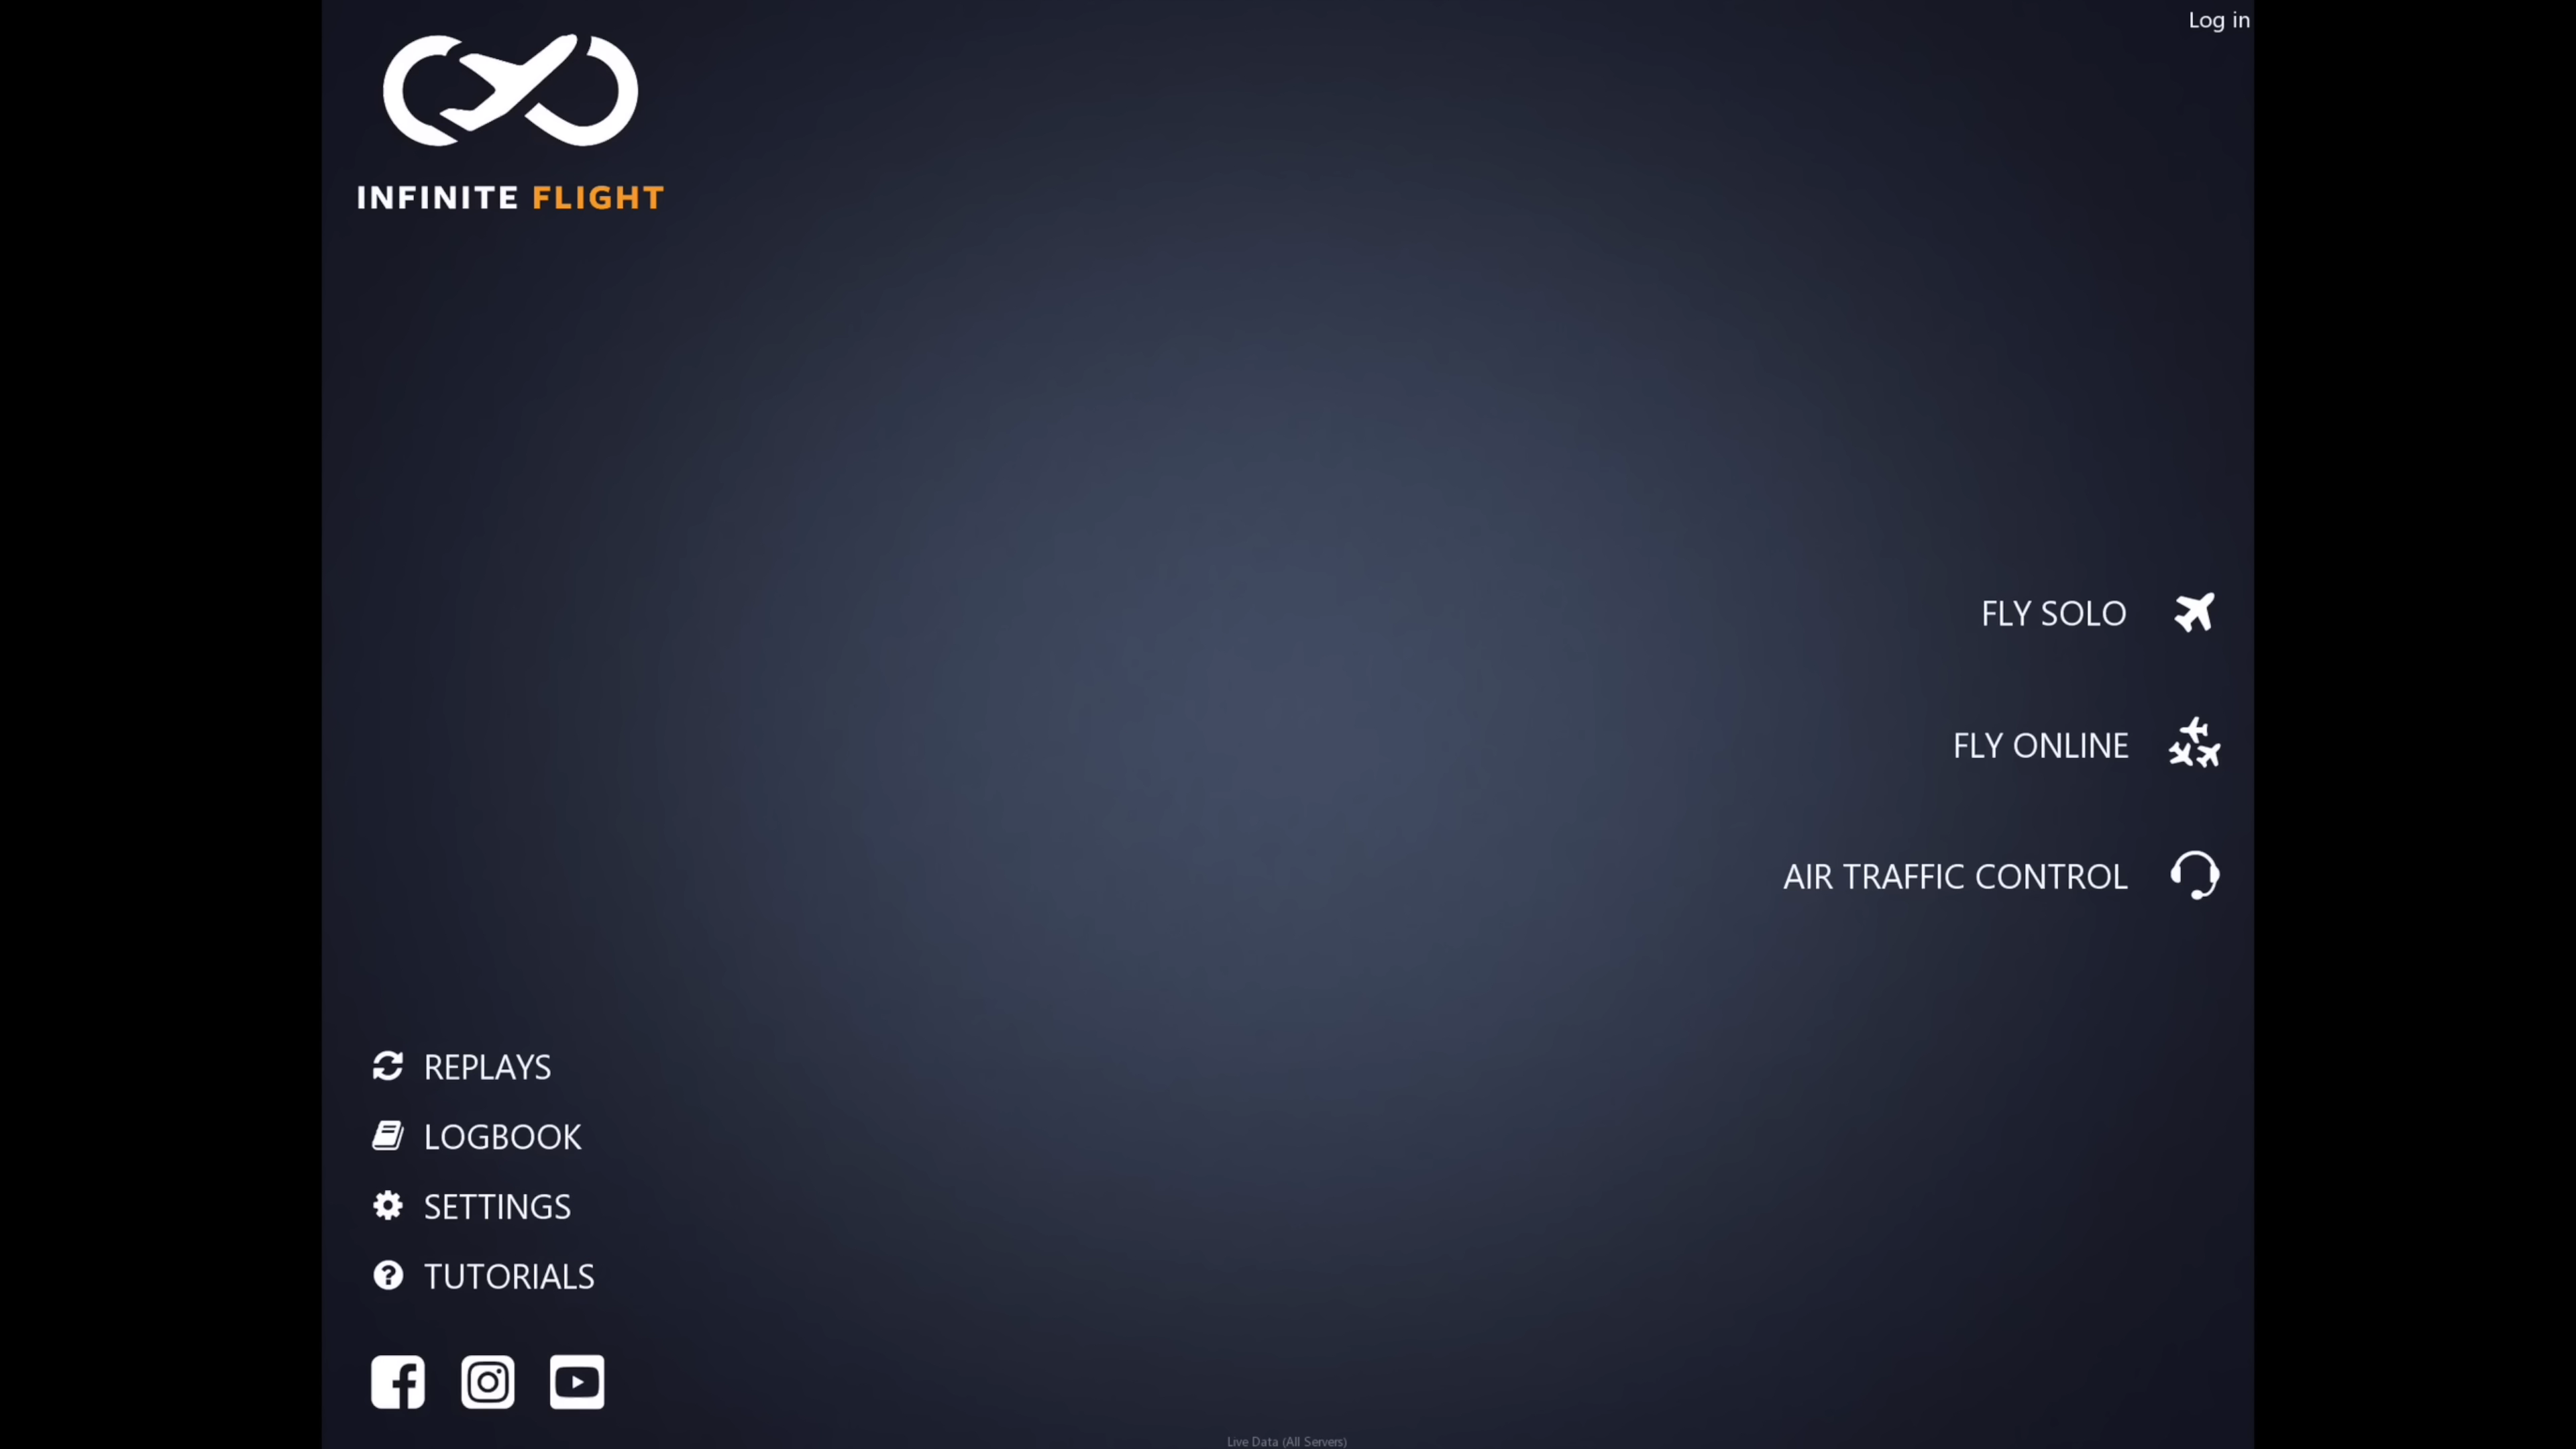 Log in
INFINITE FLIGHT
FLY SOLO
FLY ONLINE
AIR TRAFFIC CONTROL
REPLAYS
LOGBOOK
SETTINGS
TUTORIALS
Live Data (All Servers)